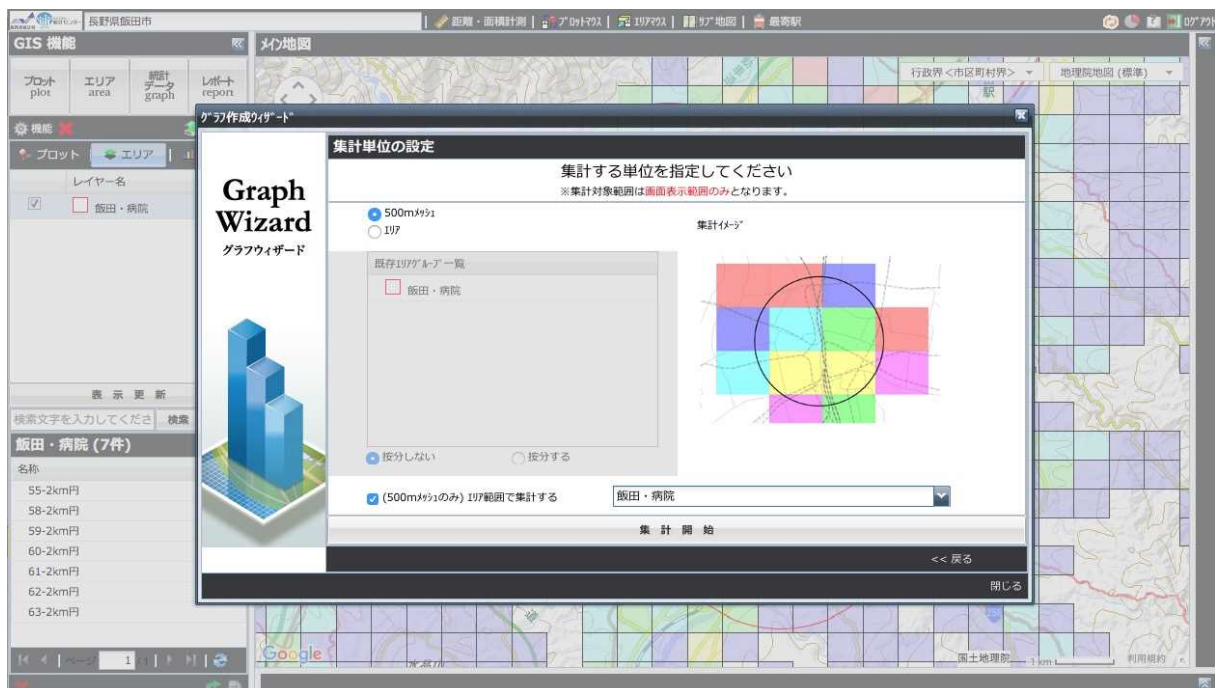 長野県飯田市
距離・面積計測
ﾌﾟﾛｯﾄﾏｳｽ
ｴﾘｱﾏｳｽ
ｻﾌﾞ地図
最寄駅
ﾛｸﾞｱｳﾄ
GIS 機能
ﾒｲﾝ地図
ﾌﾟﾛｯﾄ
plot
エリア
area
統計
データ
graph
ﾚﾎﾟｰﾄ
report
行政界<市区町村界>
地理院地図 (標準)
駅
機能
プロット
エリア
レイヤー名
飯田・病院
表 示 更 新
検索文字を入力してくださ
検索
飯田・病院 (7件)
名称
55-2km円
58-2km円
59-2km円
60-2km円
61-2km円
62-2km円
63-2km円
ページ
1
ｸﾞﾗﾌ作成ｳｨｻﾞｰﾄﾞ
Graph
Wizard
グラフウィザード
集計単位の設定
集計する単位を指定してください
※集計対象範囲は画面表示範囲のみとなります。
500mﾒｯｼｭ
ｴﾘｱ
集計ｲﾒｰｼﾞ
既存ｴﾘｱｸﾞﾙｰﾌﾟ一覧
飯田・病院
按分しない
按分する
(500mﾒｯｼｭのみ) ｴﾘｱ範囲で集計する
飯田・病院
集 計 開 始
<< 戻る
閉じる
道
Google
国土地理院
1 km
利用規約